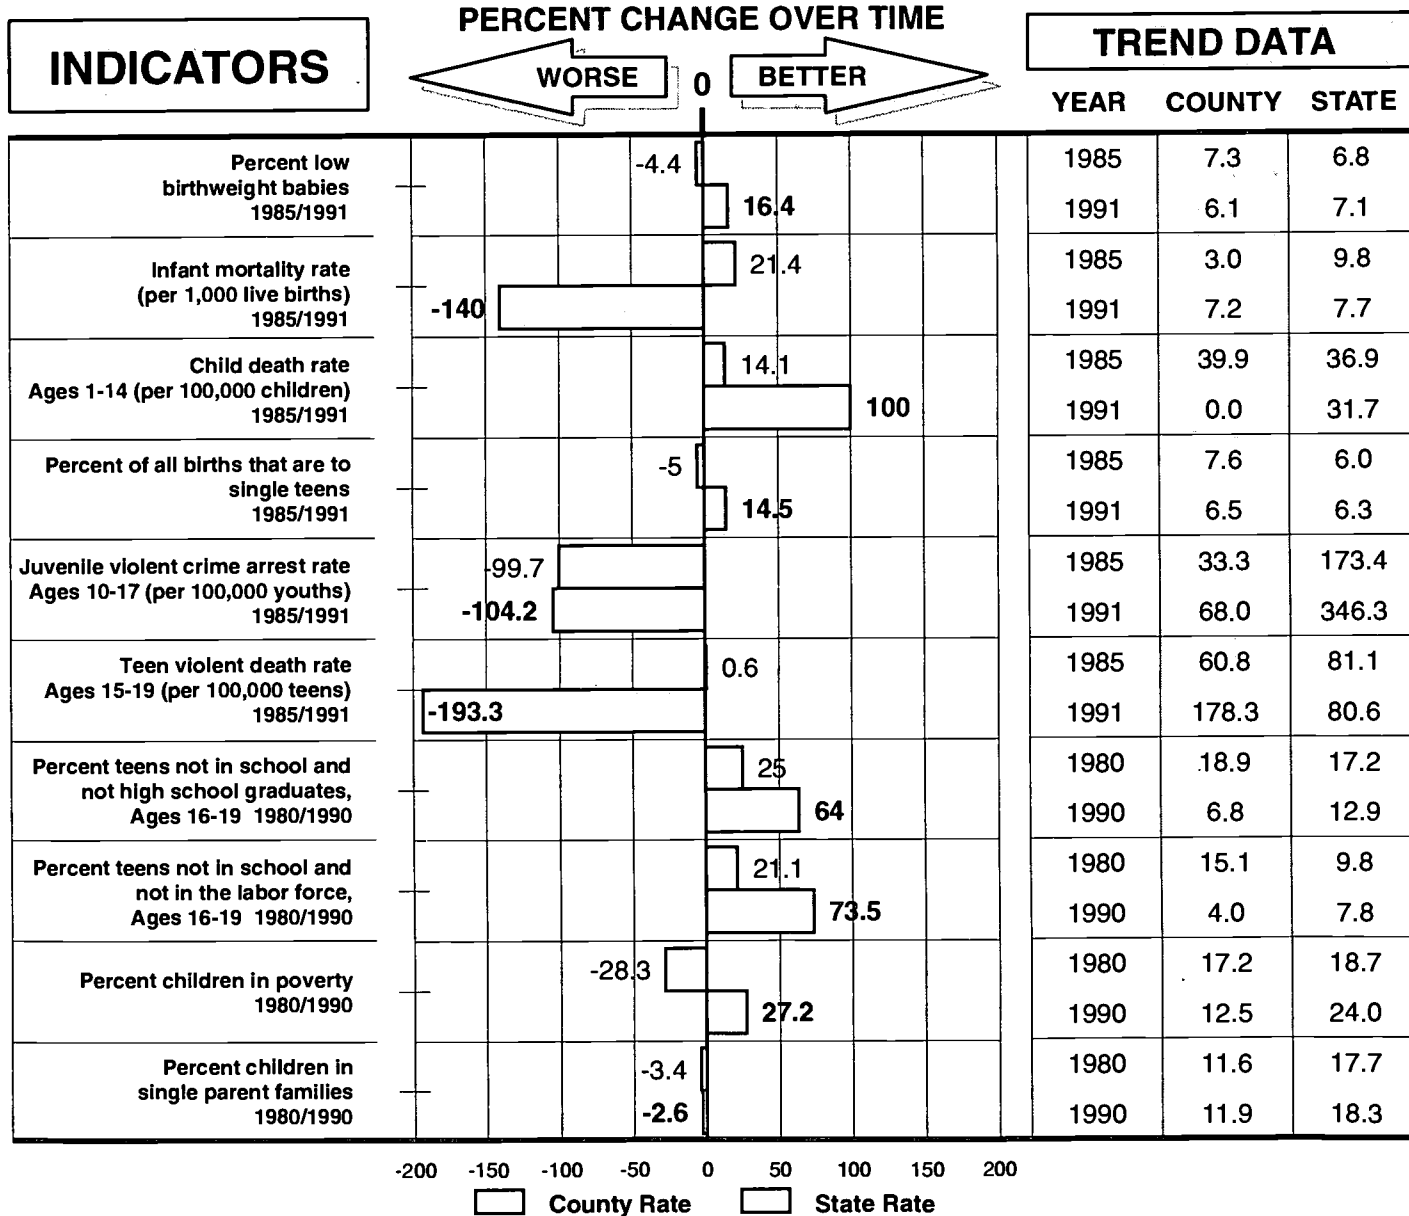 PERCENT CHANGE OVER TIME
INDICATORS
WORSE
0
BETTER
TREND DATA
YEAR COUNTY STATE
Percent low
birthweight babies
1985/1991
-4.4
16.4
1985 7.3 6.8
1991 6.1 7.1
Infant mortality rate
(per 1,000 live births)
1985/1991
21.4
-140
1985 3.0 9.8
1991 7.2 7.7
Child death rate
Ages 1-14 (per 100,000 children)
1985/1991
14.1
100
1985 39.9 36.9
1991 0.0 31.7
Percent of all births that are to
single teens
1985/1991
-5
14.5
1985 7.6 6.0
1991 6.5 6.3
Juvenile violent crime arrest rate
Ages 10-17 (per 100,000 youths)
1985/1991
-99.7
-104.2
1985 33.3 173.4
1991 68.0 346.3
Teen violent death rate
Ages 15-19 (per 100,000 teens)
1985/1991
0.6
-193.3
1985 60.8 81.1
1991 178.3 80.6
Percent teens not in school and
not high school graduates,
Ages 16-19 1980/1990
25
64
1980 18.9 17.2
1990 6.8 12.9
Percent teens not in school and
not in the labor force,
Ages 16-19 1980/1990
21.1
73.5
1980 15.1 9.8
1990 4.0 7.8
Percent children in poverty
1980/1990
-28.3
27.2
1980 17.2 18.7
1990 12.5 24.0
Percent children in
single parent families
1980/1990
-3.4
-2.6
1980 11.6 17.7
1990 11.9 18.3
-200 -150 -100 -50 0 50 100 150 200
County Rate State Rate